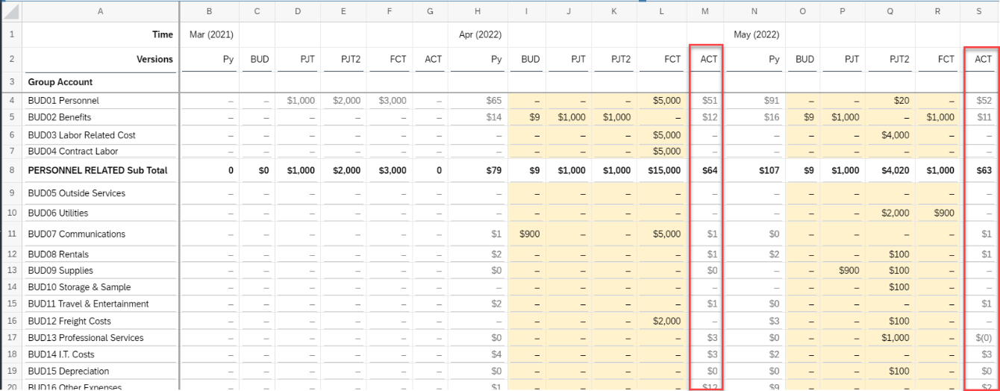 A B C D E F G H I J K L M N O P Q R S
1 Time Mar (2021) Apr (2022) May (2022)
2 Versions Py BUD PJT PJT2 FCT ACT Py BUD PJT PJT2 FCT ACT Py BUD PJT PJT2 FCT ACT
3 Group Account
4 BUD01 Personnel – – $1,000 $2,000 $3,000 – $65 – – – $5,000 $51 $91 – – $20 – $52
5 BUD02 Benefits – – – – – – $14 $9 $1,000 $1,000 – $12 $16 $9 $1,000 – $1,000 $11
6 BUD03 Labor Related Cost – – – – – – – – – – $5,000 – – – – $4,000 – –
7 BUD04 Contract Labor – – – – – – – – – – $5,000 – – – – – – –
8 PERSONNEL RELATED Sub Total 0 $0 $1,000 $2,000 $3,000 0 $79 $9 $1,000 $1,000 $15,000 $64 $107 $9 $1,000 $4,020 $1,000 $63
9 BUD05 Outside Services – – – – – – – – – – – – – – – – – –
10 BUD06 Utilities – – – – – – – – – – – – – – – $2,000 $900 –
11 BUD07 Communications – – – – – – $1 $900 – – $5,000 $1 $0 – – – – $1
12 BUD08 Rentals – – – – – – $2 – – – – $1 $2 – – $100 – $1
13 BUD09 Supplies – – – – – – $0 – – – – $0 – – $900 $100 – –
14 BUD10 Storage & Sample – – – – – – – – – – – – – – – $100 – –
15 BUD11 Travel & Entertainment – – – – – – $2 – – – – $1 $0 – – – – $1
16 BUD12 Freight Costs – – – – – – – – – – $2,000 – $3 – – $100 – –
17 BUD13 Professional Services – – – – – – $0 – – – – $3 $0 – – $1,000 – $(0)
18 BUD14 I.T. Costs – – – – – – $4 – – – – $3 $2 – – – – $3
19 BUD15 Depreciation – – – – – – $0 – – – – $0 $0 – – $100 – $0
20 BUD16 Other Expenses – – – – – – $1 – – – – $12 $9 – – – – $2